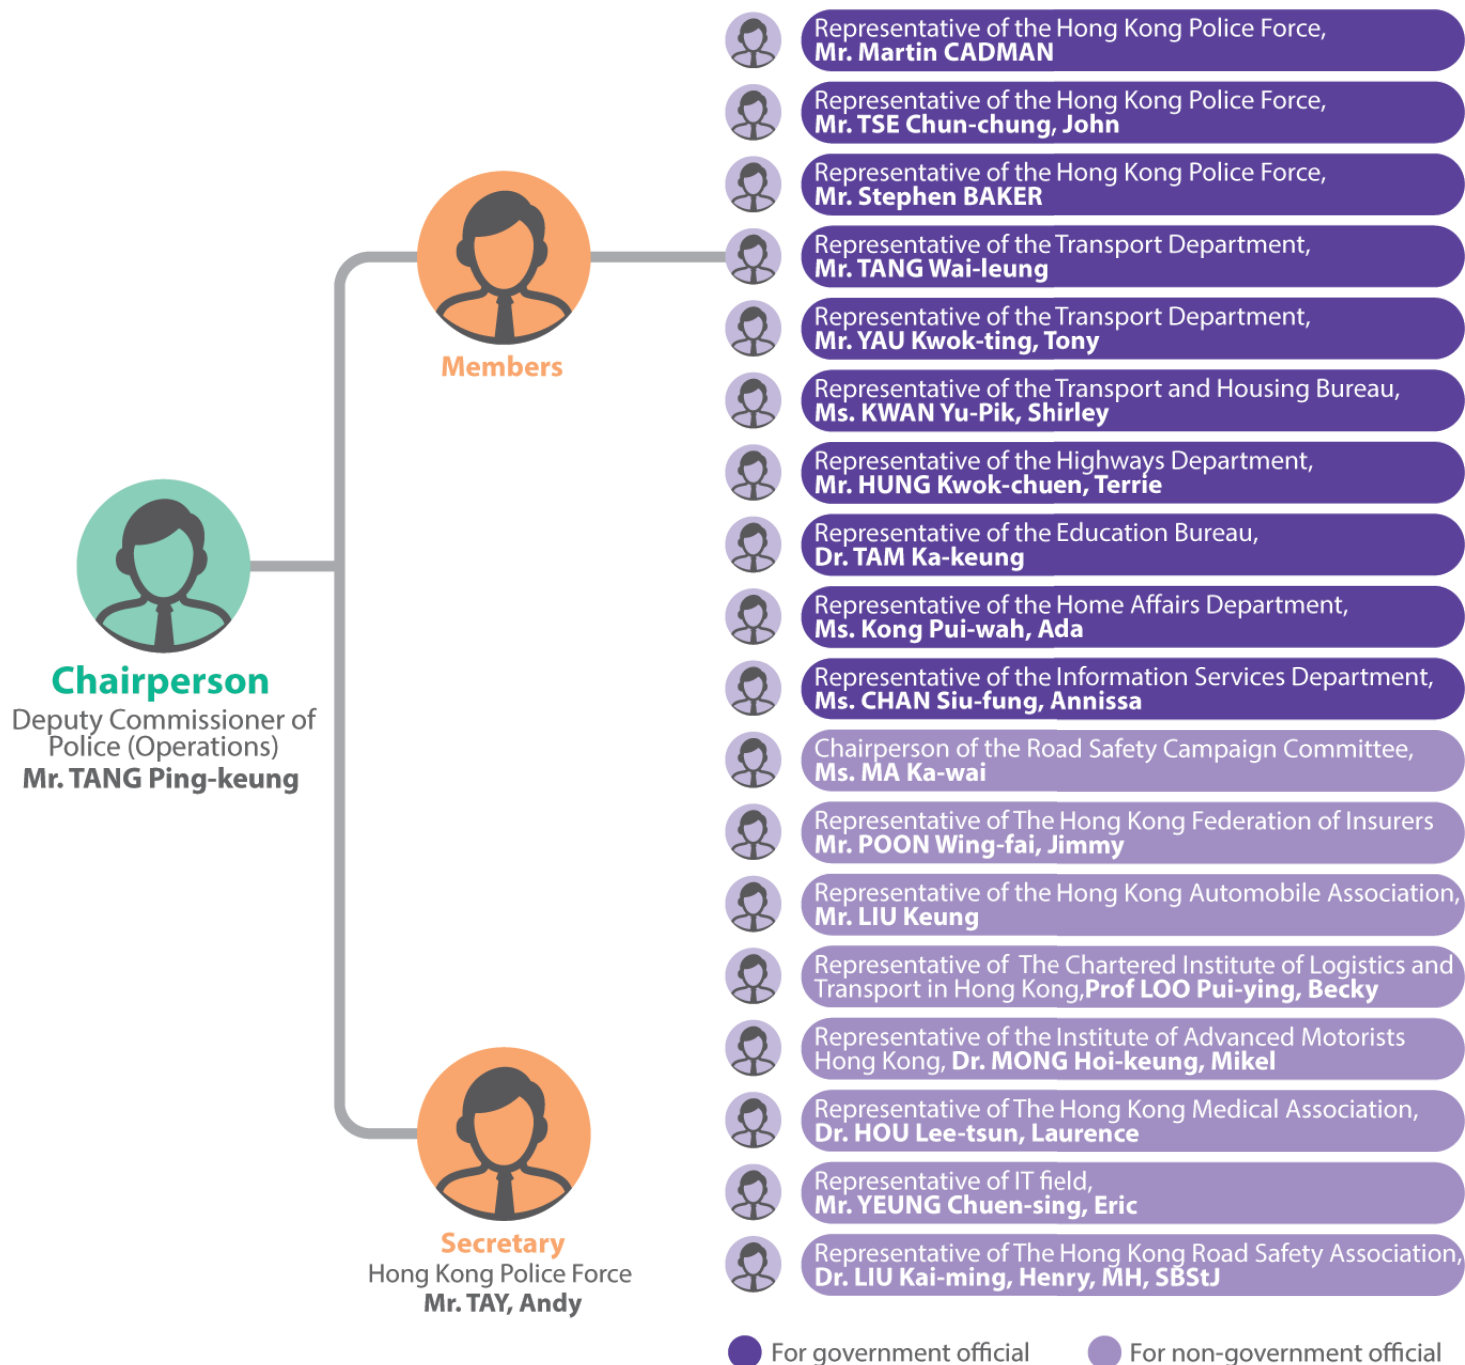 Representative of the Hong Kong Police Force,
Mr. Martin CADMAN
Representative of the Hong Kong Police Force,
Mr. TSE Chun-chung, John
Representative of the Hong Kong Police Force,
Mr. Stephen BAKER
Representative of the Transport Department,
Mr. TANG Wai-leung
Representative of the Transport Department,
Mr. YAU Kwok-ting, Tony
Members
Representative of the Transport and Housing Bureau,
Ms. KWAN Yu-Pik, Shirley
Representative of the Highways Department,
Mr. HUNG Kwok-chuen, Terrie
Representative of the Education Bureau,
Dr. TAM Ka-keung
Representative of the Home Affairs Department,
Ms. Kong Pui-wah, Ada
Chairperson
Deputy Commissioner of
Police (Operations)
Mr. TANG Ping-keung
Representative of the Information Services Department,
Ms. CHAN Siu-fung, Annissa
Chairperson of the Road Safety Campaign Committee,
Ms. MA Ka-wai
Representative of The Hong Kong Federation of Insurers
Mr. POON Wing-fai, Jimmy
Representative of the Hong Kong Automobile Association,
Mr. LIU Keung
Representative of The Chartered Institute of Logistics and
Transport in Hong Kong,Prof LOO Pui-ying, Becky
Representative of the Institute of Advanced Motorists
Hong Kong, Dr. MONG Hoi-keung, Mikel
Representative of The Hong Kong Medical Association,
Dr. HOU Lee-tsun, Laurence
Representative of IT field,
Mr. YEUNG Chuen-sing, Eric
Representative of The Hong Kong Road Safety Association,
Dr. LIU Kai-ming, Henry, MH, SBStJ
Secretary
Hong Kong Police Force
Mr. TAY, Andy
For government official
For non-government official